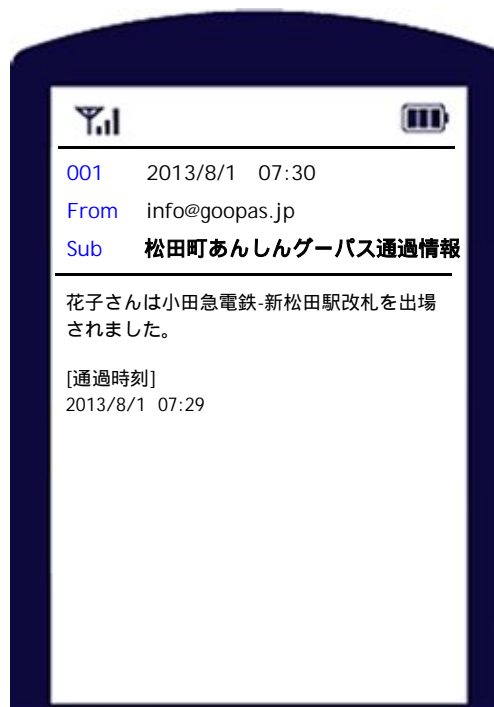 001 2013/8/1 07:30
From info@goopas.jp
Sub 松田町あんしんグーパス通過情報
花子さんは小田急電鉄-新松田駅改札を出場
されました。
[通過時刻]
2013/8/1 07:29